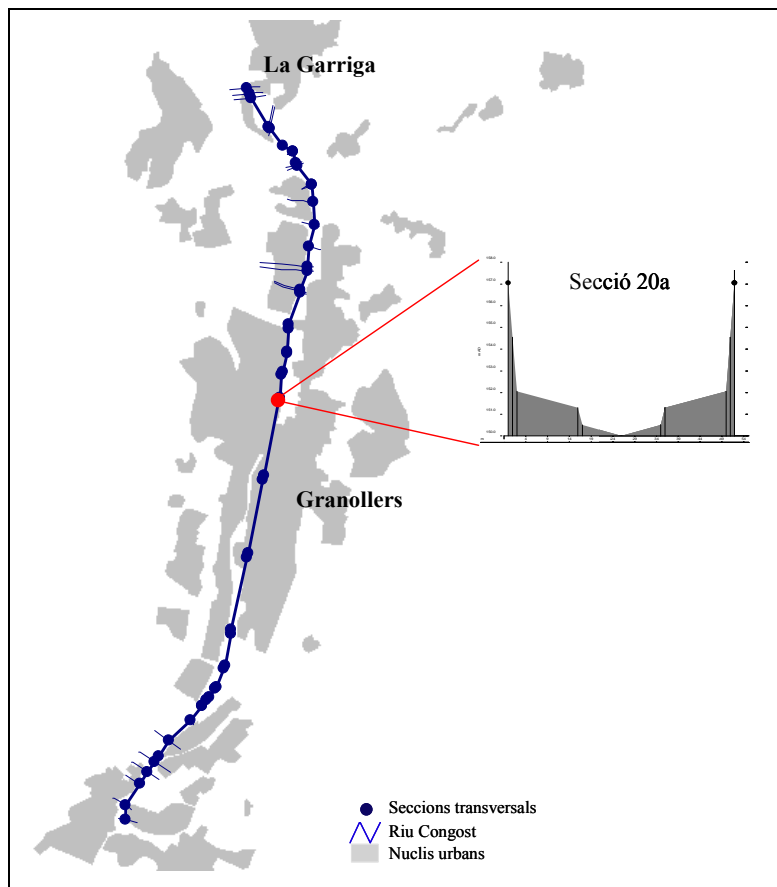 La Garriga
Secció 20a
Granollers
Seccions transversals
Riu Congost
Nuclis urbans